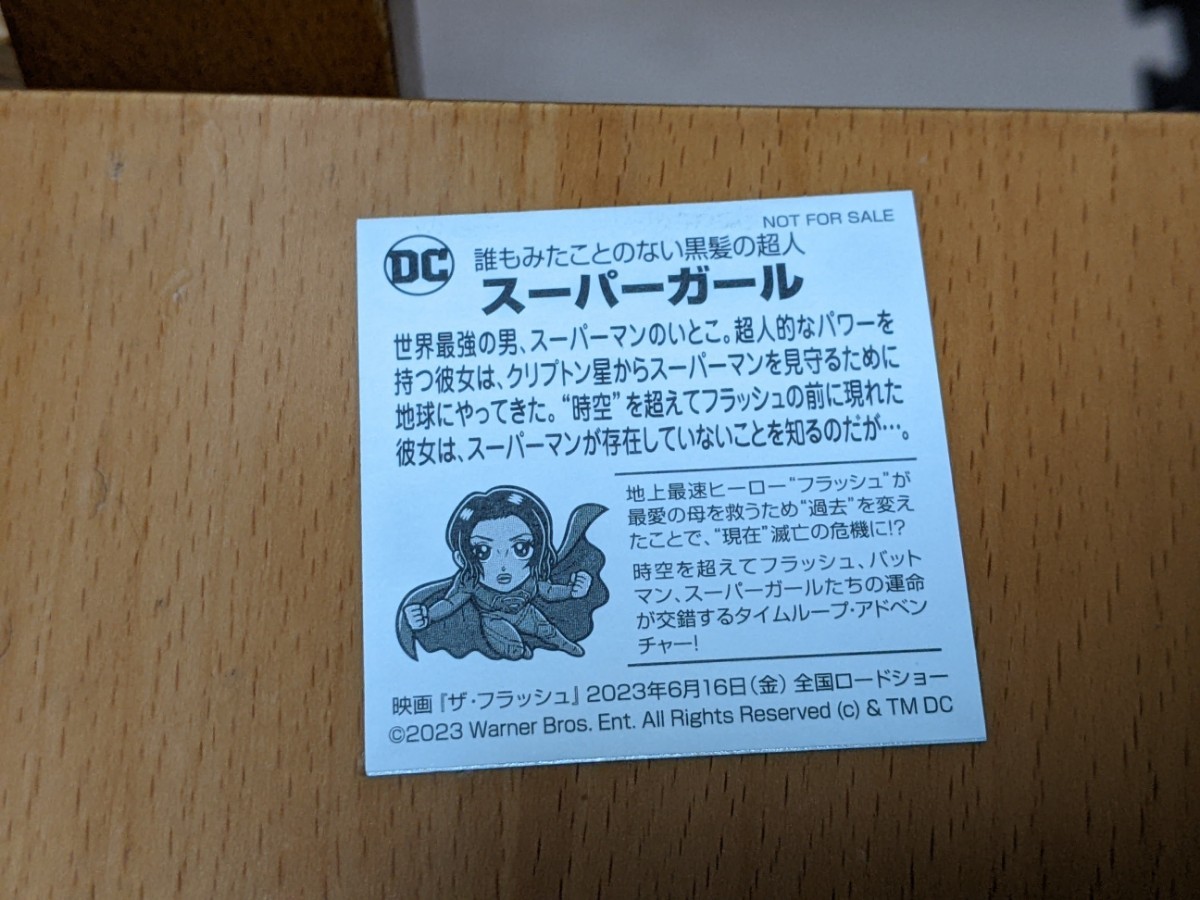 NOT FOR SALE
DC
誰もみたことのない黒髪の超人
スーパーガール
世界最強の男、スーパーマンのいとこ。超人的なパワーを
持つ彼女は、クリプトン星からスーパーマンを見守るために
地球にやってきた。“時空”を超えてフラッシュの前に現れた
彼女は、スーパーマンが存在していないことを知るのだが…。
地上最速ヒーロー“フラッシュ”が
最愛の母を救うため“過去”を変え
たことで、“現在”滅亡の危機に!?
時空を超えてフラッシュ、バット
マン、スーパーガールたちの運命
が交錯するタイムループ・アドベン
チャー!
映画『ザ・フラッシュ』2023年6月16日(金) 全国ロードショー
©2023 Warner Bros. Ent. All Rights Reserved (c) & TM DC